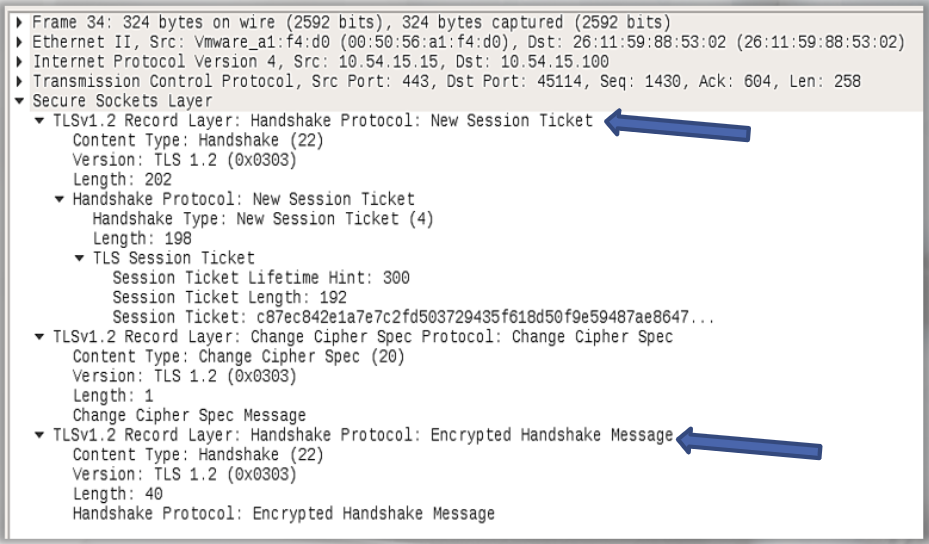 Frame 34: 324 bytes on wire (2592 bits), 324 bytes captured (2592 bits)
Ethernet II, Src: Vmware_a1:f4:d0 (00:50:56:a1:f4:d0), Dst: 26:11:59:88:53:02 (26:11:59:88:53:02)
Internet Protocol Version 4, Src: 10.54.15.15, Dst: 10.54.15.100
Transmission Control Protocol, Src Port: 443, Dst Port: 45114, Seq: 1430, Ack: 604, Len: 258
Secure Sockets Layer
TLSv1.2 Record Layer: Handshake Protocol: New Session Ticket
Content Type: Handshake (22)
Version: TLS 1.2 (0x0303)
Length: 202
Handshake Protocol: New Session Ticket
Handshake Type: New Session Ticket (4)
Length: 198
TLS Session Ticket
Session Ticket Lifetime Hint: 300
Session Ticket Length: 192
Session Ticket: c87ec842e1a7e7c2fd503729435f618d50f9e59487ae8647...
TLSv1.2 Record Layer: Change Cipher Spec Protocol: Change Cipher Spec
Content Type: Change Cipher Spec (20)
Version: TLS 1.2 (0x0303)
Length: 1
Change Cipher Spec Message
TLSv1.2 Record Layer: Handshake Protocol: Encrypted Handshake Message
Content Type: Handshake (22)
Version: TLS 1.2 (0x0303)
Length: 40
Handshake Protocol: Encrypted Handshake Message